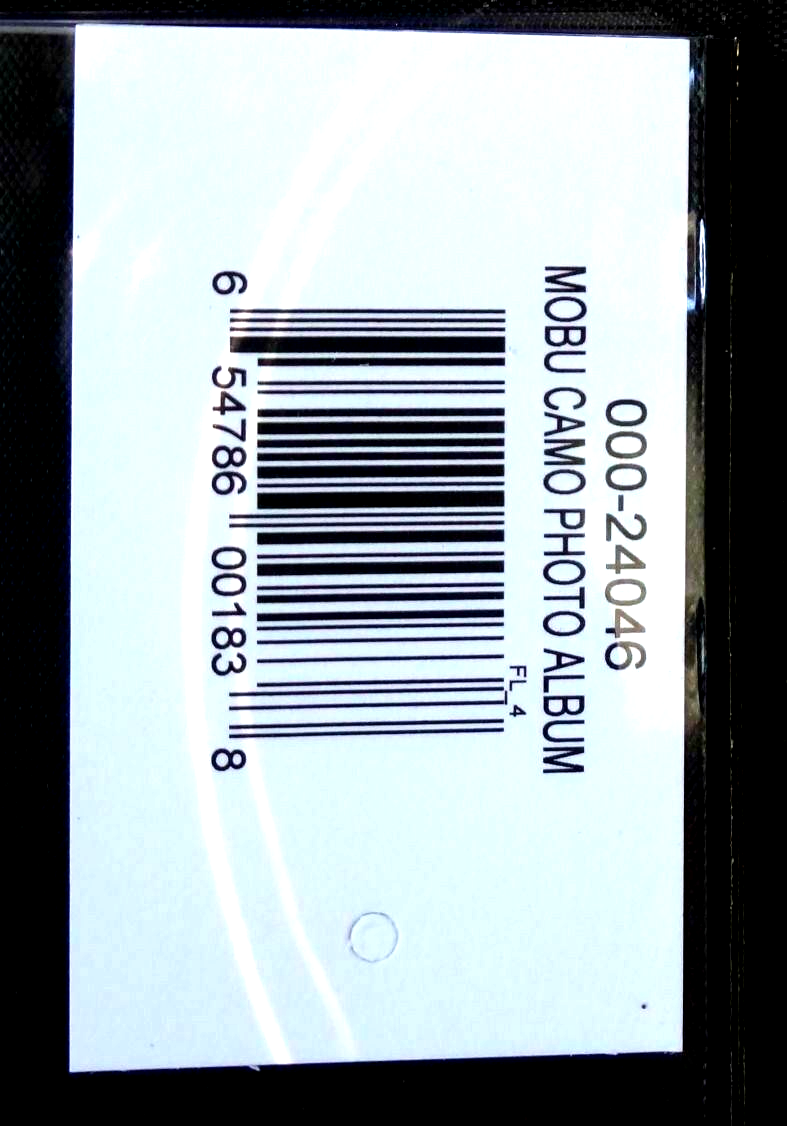 000-24046
MOBU CAMO PHOTO ALBUM
FL_4
6 54786 00183 8